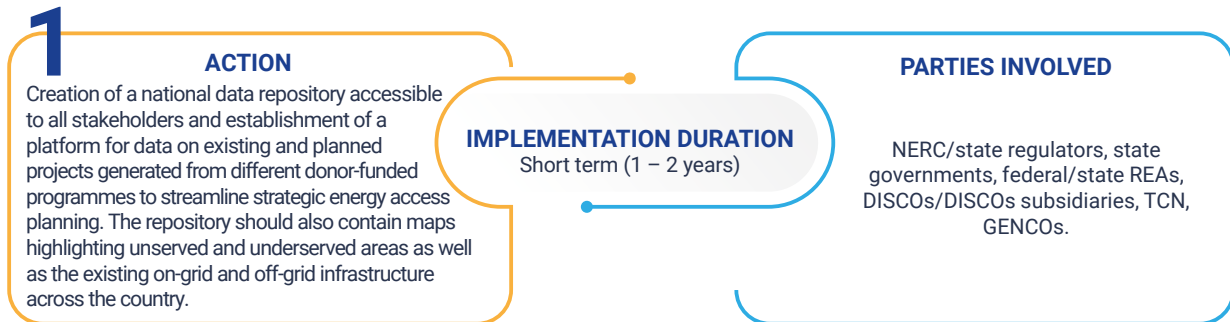 1
ACTION
Creation of a national data repository accessible
to all stakeholders and establishment of a
platform for data on existing and planned
projects generated from different donor-funded
programmes to streamline strategic energy access
planning. The repository should also contain maps
highlighting unserved and underserved areas as well
as the existing on-grid and off-grid infrastructure
across the country.
IMPLEMENTATION DURATION
Short term (1 – 2 years)
PARTIES INVOLVED
NERC/state regulators, state
governments, federal/state REAs,
DISCOs/DISCOs subsidiaries, TCN,
GENCOs.